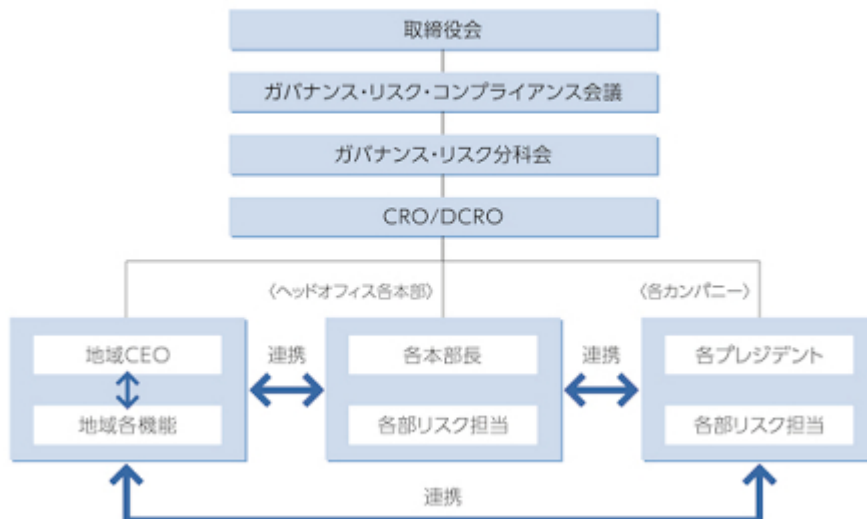 取締役会
ガバナンス・リスク・コンプライアンス会議
ガバナンス・リスク分科会
CRO/DCRO
〈ヘッドオフィス各本部〉
〈各カンパニー〉
地域CEO
連携
各本部長
連携
各プレジデント
地域各機能
各部リスク担当
各部リスク担当
連携